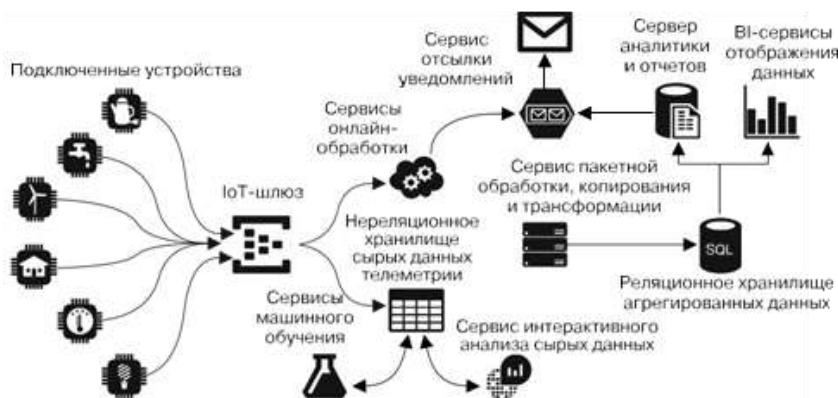 Подключенные устройства
IoT-шлюз
Сервисы
онлайн-
обработки
Сервис
отсылки
уведомлений
Сервер
аналитики
и отчетов
BI-сервисы
отображения
данных
Сервис пакетной
обработки, копирования
и трансформации
Нереляционное
хранилище
сырых данных
телеметрии
SQL
Реляционное хранилище
агрегированных данных
Сервисы
машинного
обучения
Сервис интерактивного
анализа сырых данных